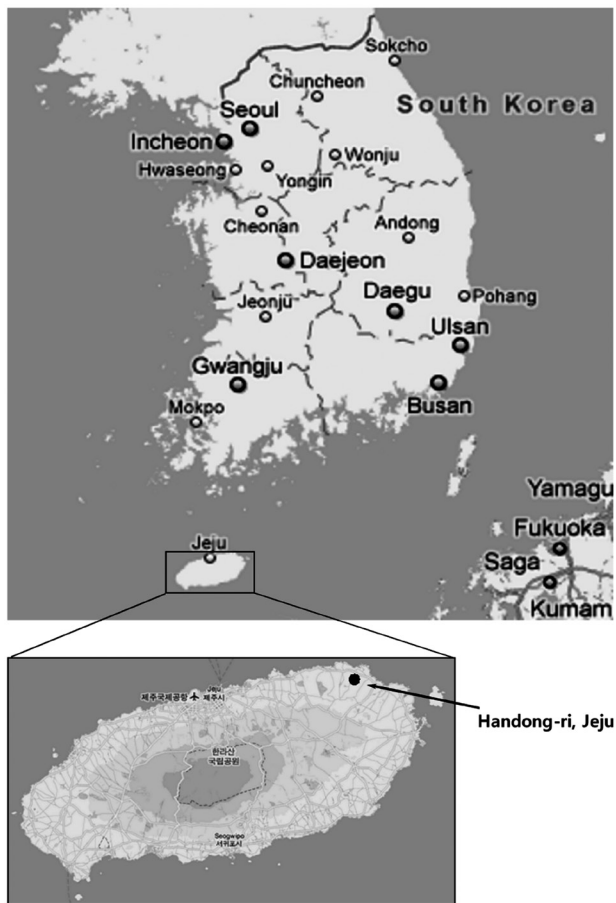 Sokcho
Chuncheon
South Korea
Seoul
Incheon
Wonju
Hwaseong
Yongin
Cheonan
Andong
Daejeon
Daegu
Pohang
Jeonju
Ulsan
Gwangju
Busan
Mokpo
Yamagu
Fukuoka
Jeju
Saga
Kumam
Jeju
제주국제공항
제주시
Handong-ri, Jeju
한라산
국립공원
Seogwipo
서귀포시